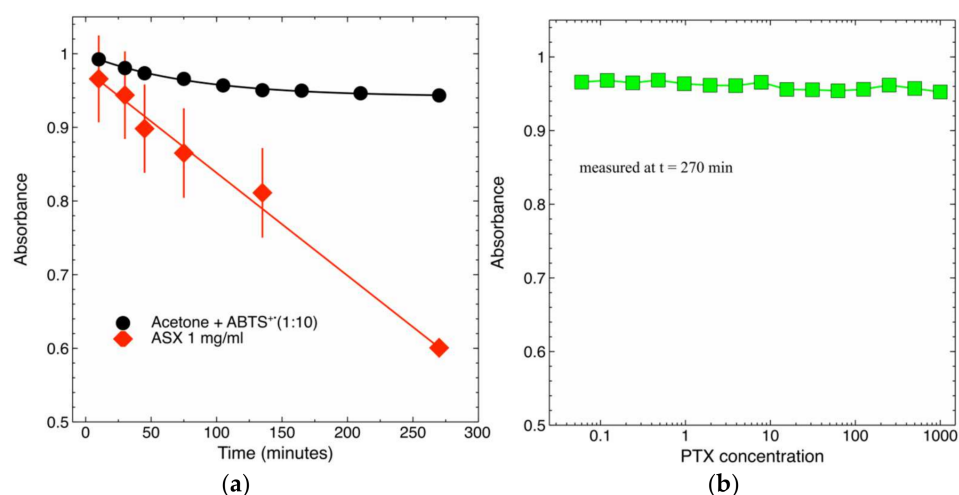 1
0.9
0.8
0.7
0.6
0.5
Absorbance
Acetone + ABTS+·(1:10)
ASX 1 mg/ml
0 50 100 150 200 250 300
Time (minutes)
(a)
1
0.9
0.8
0.7
0.6
0.5
Absorbance
measured at t = 270 min
0.1 1 10 100 1000
PTX concentration
(b)